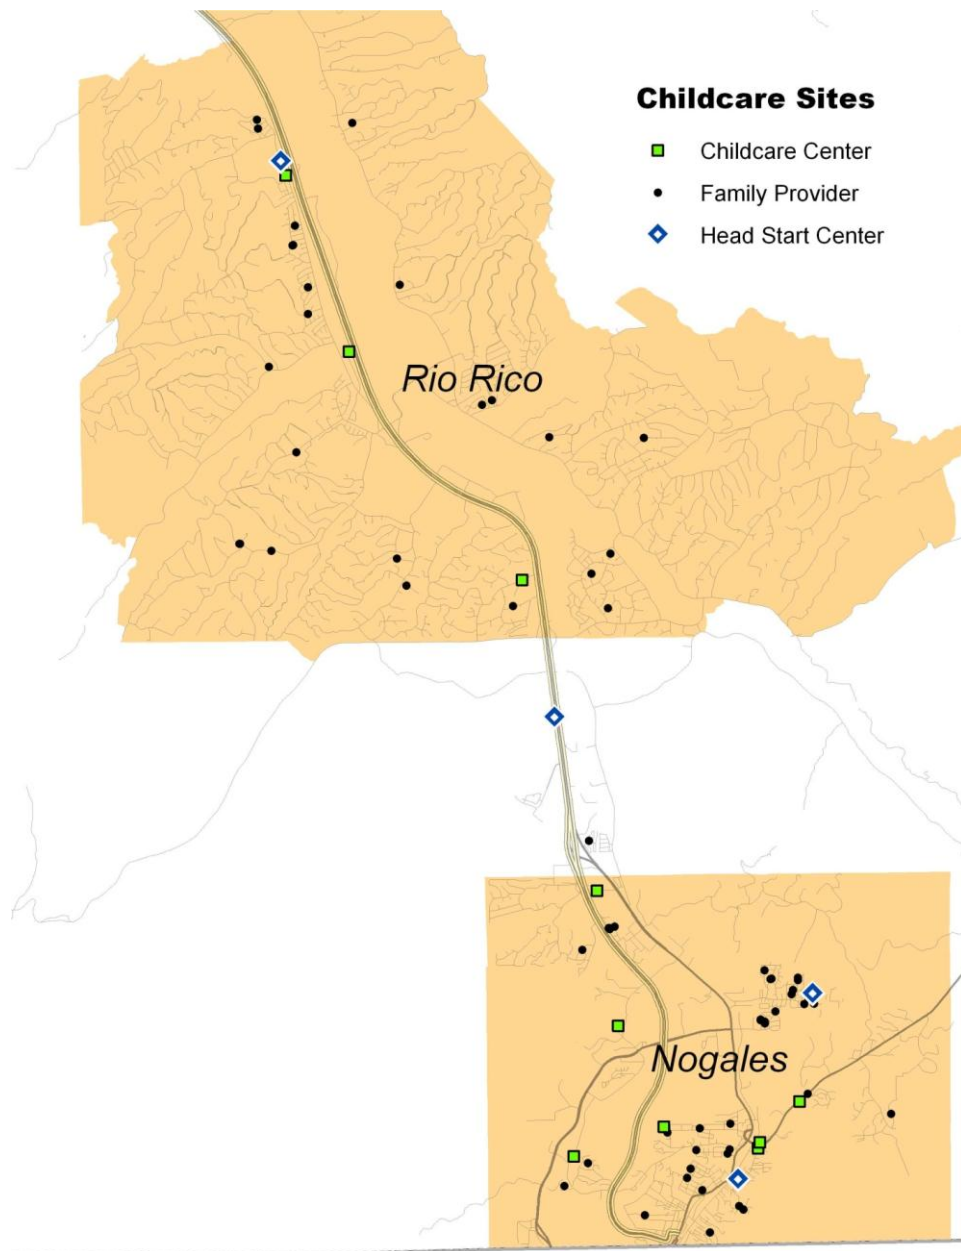 Childcare Sites
Childcare Center
Family Provider
Head Start Center
Rio Rico
Nogales